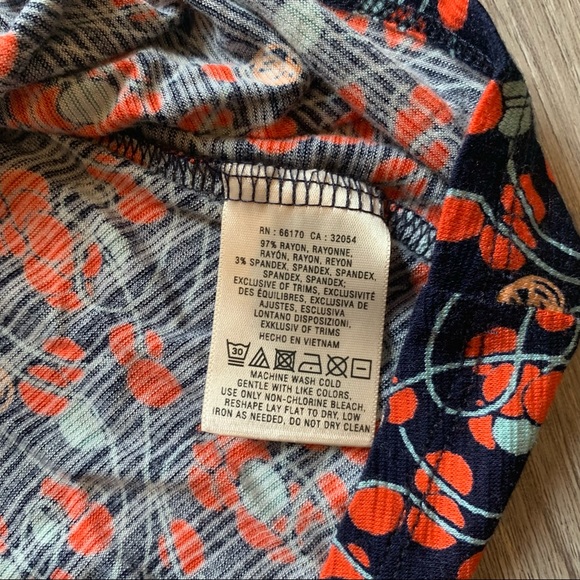 RN : 66170 CA : 32054
97% RAYON, RAYONNE,
RAYÓN, RAYON, REYON
3% SPANDEX, SPANDEX, SPANDEX,
SPANDEX, SPANDEX;
EXCLUSIVE OF TRIMS, EXCLUSIVITÉ
DES ÉQUILIBRES, EXCLUSIVA DE
AJUSTES, ESCLUSIVA
LONTANO DISPOSIZIONI,
EXKLUSIV OF TRIMS
HECHO EN VIETNAM
30
MACHINE WASH COLD
GENTLE WITH LIKE COLORS.
USE ONLY NON-CHLORINE BLEACH.
RESHAPE LAY FLAT TO DRY. LOW
IRON AS NEEDED, DO NOT DRY CLEAN